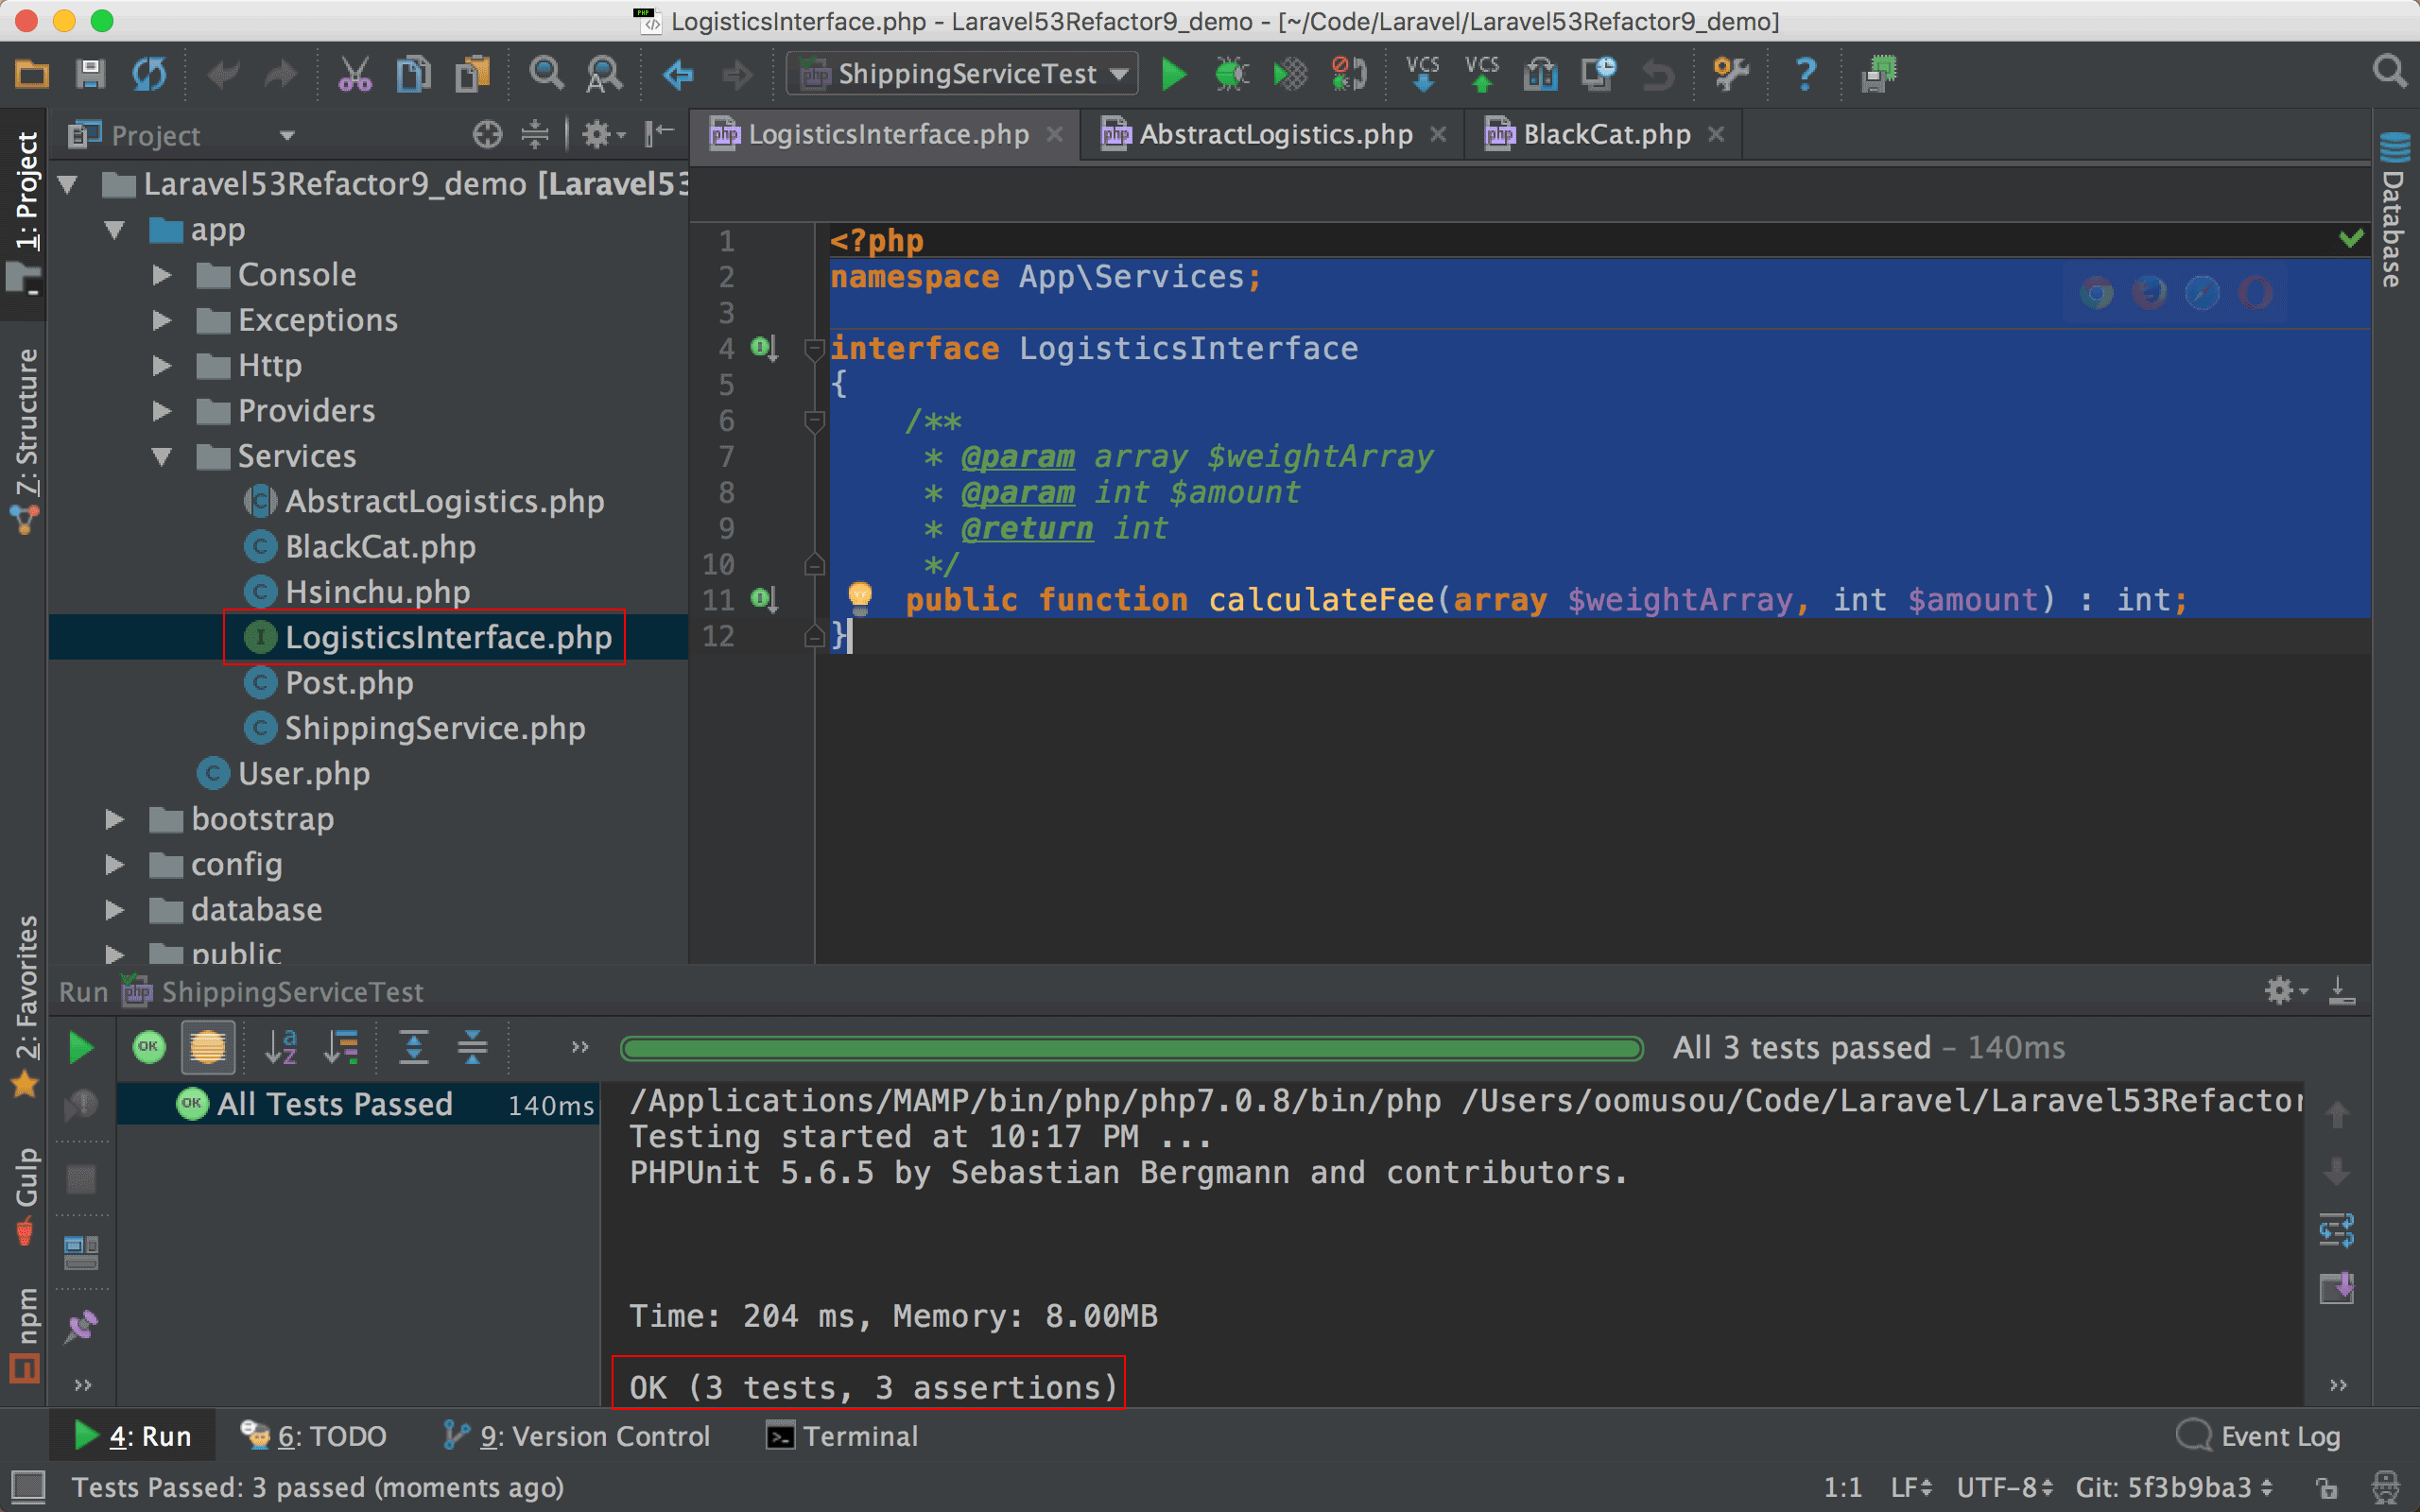 LogisticsInterface.php - Laravel53Refactor9_demo - [~/Code/Laravel/Laravel53Refactor9_demo]
ShippingServiceTest
VCS
VCS
?
1: Project
7: Structure
2: Favorites
Gulp
npm
Project
Laravel53Refactor9_demo [Laravel53
app
Console
Exceptions
Http
Providers
Services
AbstractLogistics.php
BlackCat.php
Hsinchu.php
LogisticsInterface.php
Post.php
ShippingService.php
User.php
bootstrap
config
database
public
LogisticsInterface.php
AbstractLogistics.php
BlackCat.php
Database
1 <?php
2 namespace App\Services;
3
4 interface LogisticsInterface
5 {
6 /**
7 * @param array $weightArray
8 * @param int $amount
9 * @return int
10 */
11 public function calculateFee(array $weightArray, int $amount) : int;
12 }
Run ShippingServiceTest
OK
All 3 tests passed – 140ms
OK All Tests Passed 140ms
/Applications/MAMP/bin/php/php7.0.8/bin/php /Users/oomusou/Code/Laravel/Laravel53Refactor
Testing started at 10:17 PM ...
PHPUnit 5.6.5 by Sebastian Bergmann and contributors.
Time: 204 ms, Memory: 8.00MB
OK (3 tests, 3 assertions)
4: Run
6: TODO
9: Version Control
Terminal
Event Log
Tests Passed: 3 passed (moments ago)
1:1 LF UTF-8 Git: 5f3b9ba3